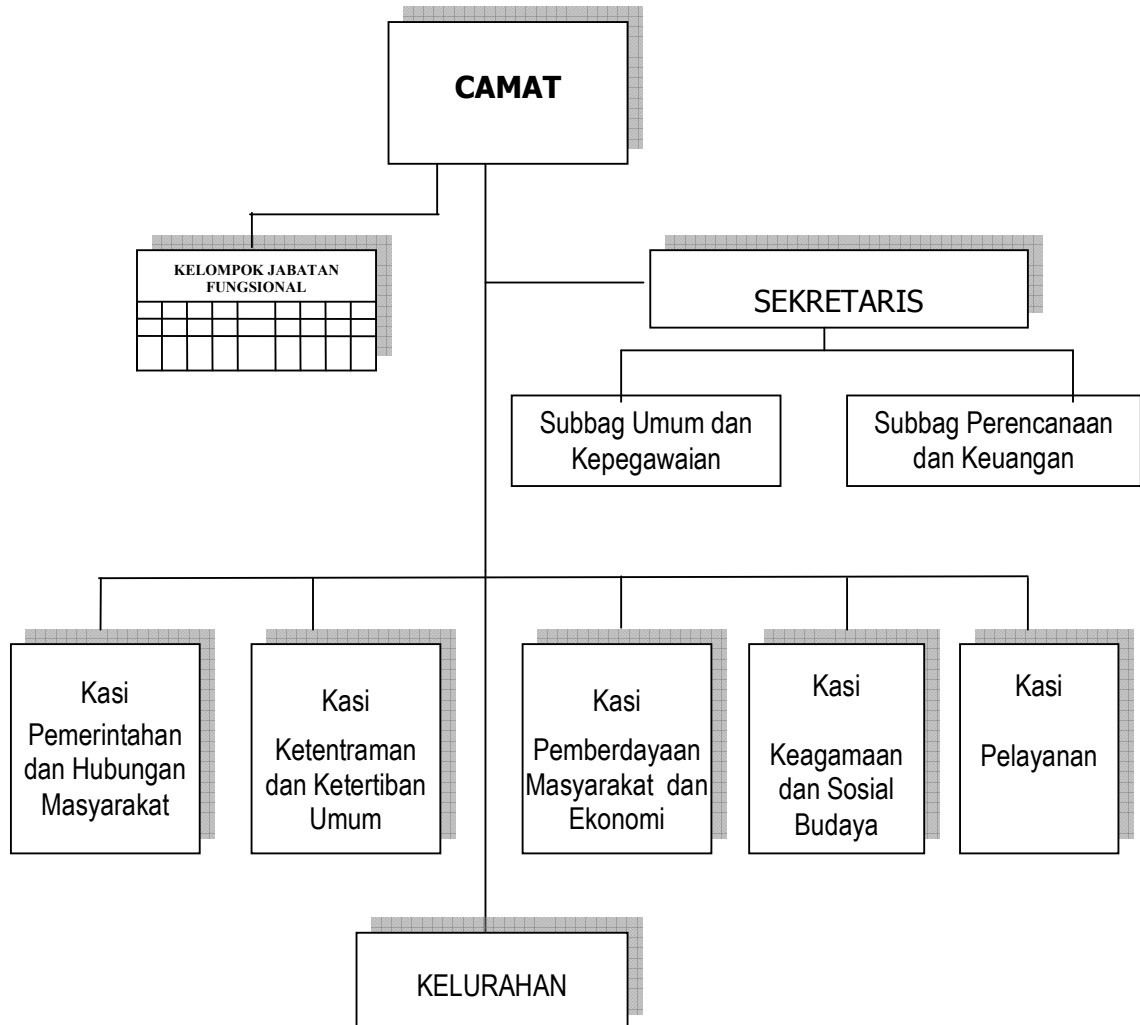 CAMAT
KELOMPOK JABATAN
FUNGSIONAL
SEKRETARIS
Subbag Umum dan
Kepegawaian
Subbag Perencanaan
dan Keuangan
Kasi
Pemerintahan
dan Hubungan
Masyarakat
Kasi
Ketentraman
dan Ketertiban
Umum
Kasi
Pemberdayaan
Masyarakat dan
Ekonomi
Kasi
Keagamaan
dan Sosial
Budaya
Kasi
Pelayanan
KELURAHAN